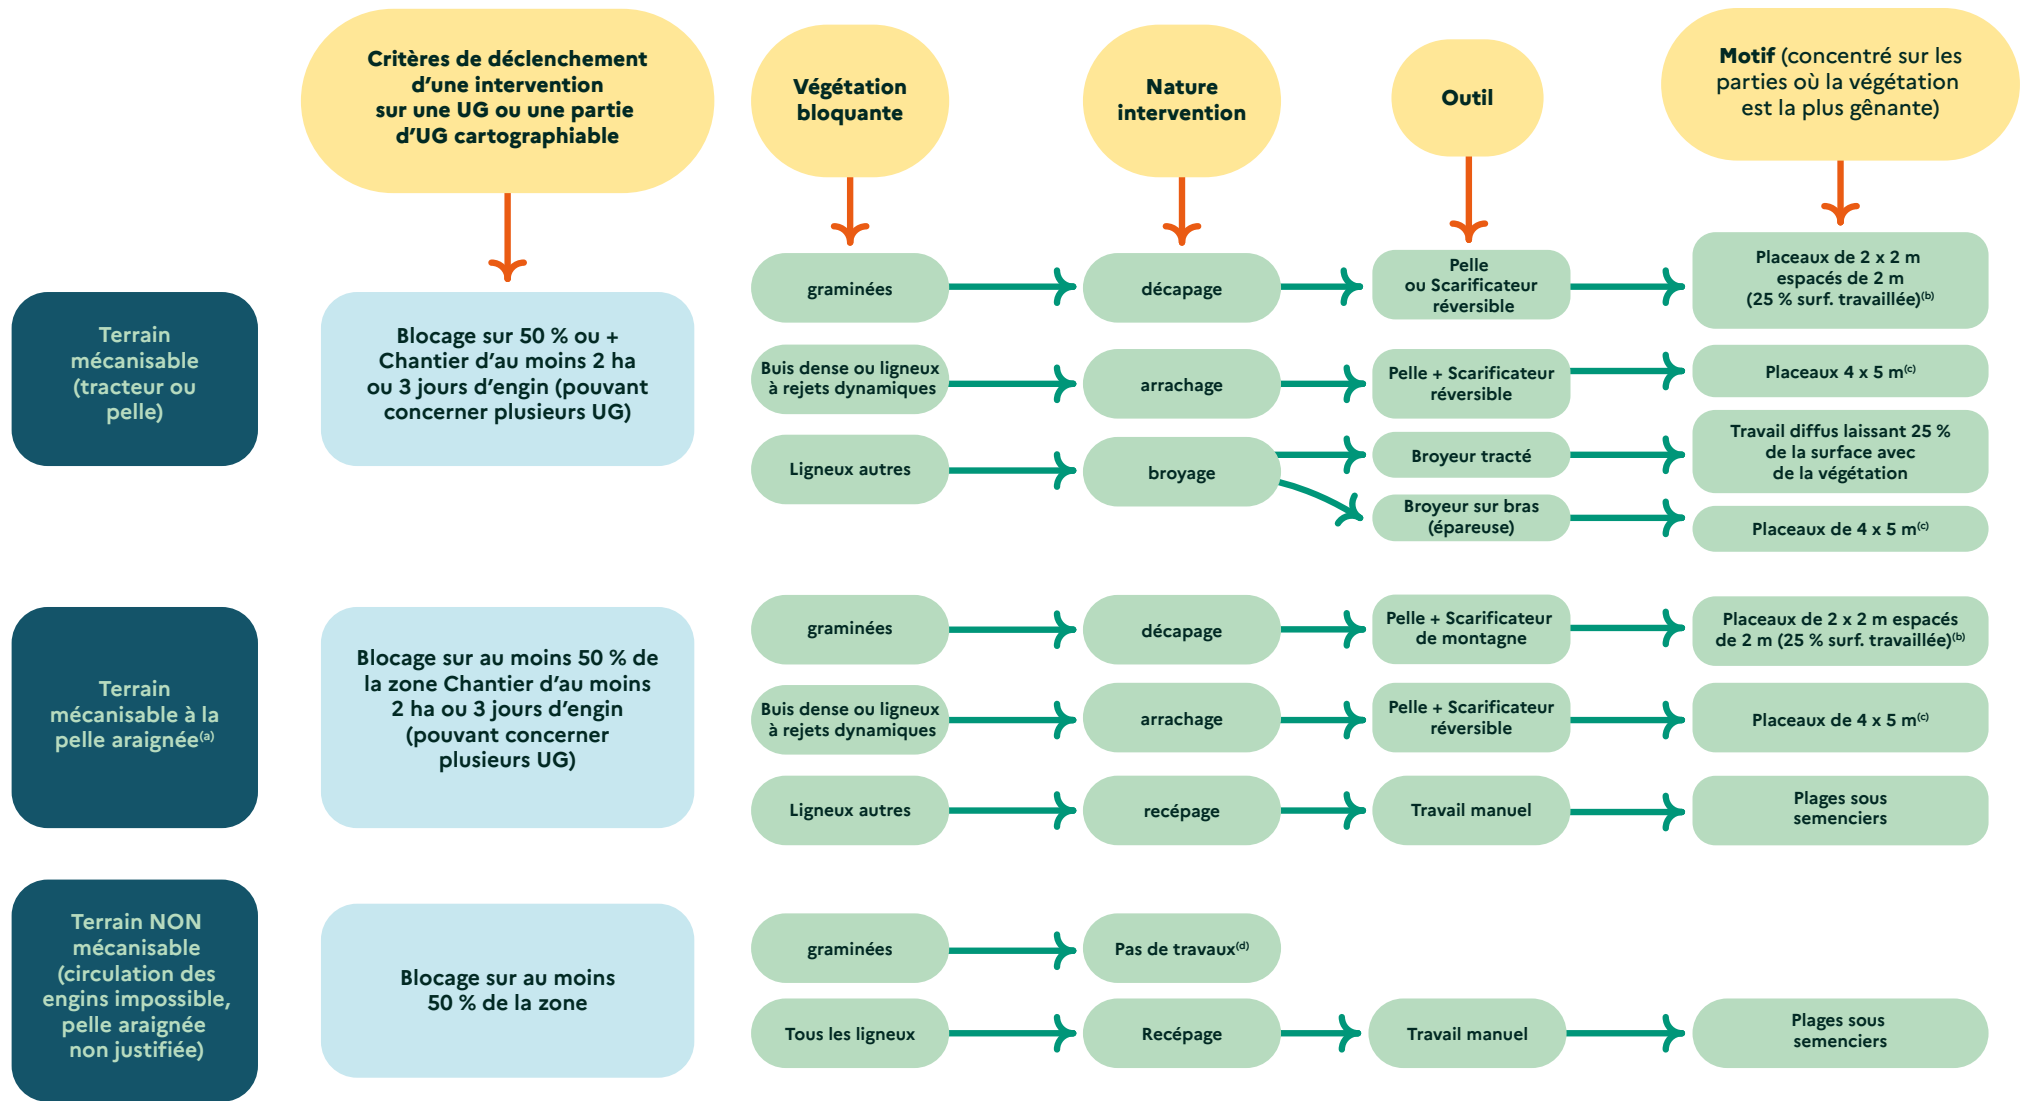 Critères de déclenchement
d'une intervention
sur une UG ou une partie
d'UG cartographiable
Végétation
bloquante
Nature
intervention
Outil
Motif (concentré sur les
parties où la végétation
est la plus gênante)
Terrain
mécanisable
(tracteur ou
pelle)
Blocage sur 50 % ou +
Chantier d'au moins 2 ha
ou 3 jours d'engin (pouvant
concerner plusieurs UG)
graminées
décapage
Pelle
ou Scarificateur
réversible
Placeaux de 2 x 2 m
espacés de 2 m
(25 % surf. travaillée)(b)
Buis dense ou ligneux
à rejets dynamiques
arrachage
Pelle + Scarificateur
réversible
Placeaux 4 x 5 m(c)
Ligneux autres
broyage
Broyeur tracté
Travail diffus laissant 25 %
de la surface avec
de la végétation
Broyeur sur bras
(épareuse)
Placeaux de 4 x 5 m(c)
Terrain
mécanisable à la
pelle araignée(a)
Blocage sur au moins 50 % de
la zone Chantier d'au moins
2 ha ou 3 jours d'engin
(pouvant concerner
plusieurs UG)
graminées
décapage
Pelle + Scarificateur
de montagne
Placeaux de 2 x 2 m espacés
de 2 m (25 % surf. travaillée)(b)
Buis dense ou ligneux
à rejets dynamiques
arrachage
Pelle + Scarificateur
réversible
Placeaux de 4 x 5 m(c)
Ligneux autres
recépage
Travail manuel
Plages sous
semenciers
Terrain NON
mécanisable
(circulation des
engins impossible,
pelle araignée
non justifiée)
Blocage sur au moins
50 % de la zone
graminées
Pas de travaux(d)
Tous les ligneux
Recépage
Travail manuel
Plages sous
semenciers